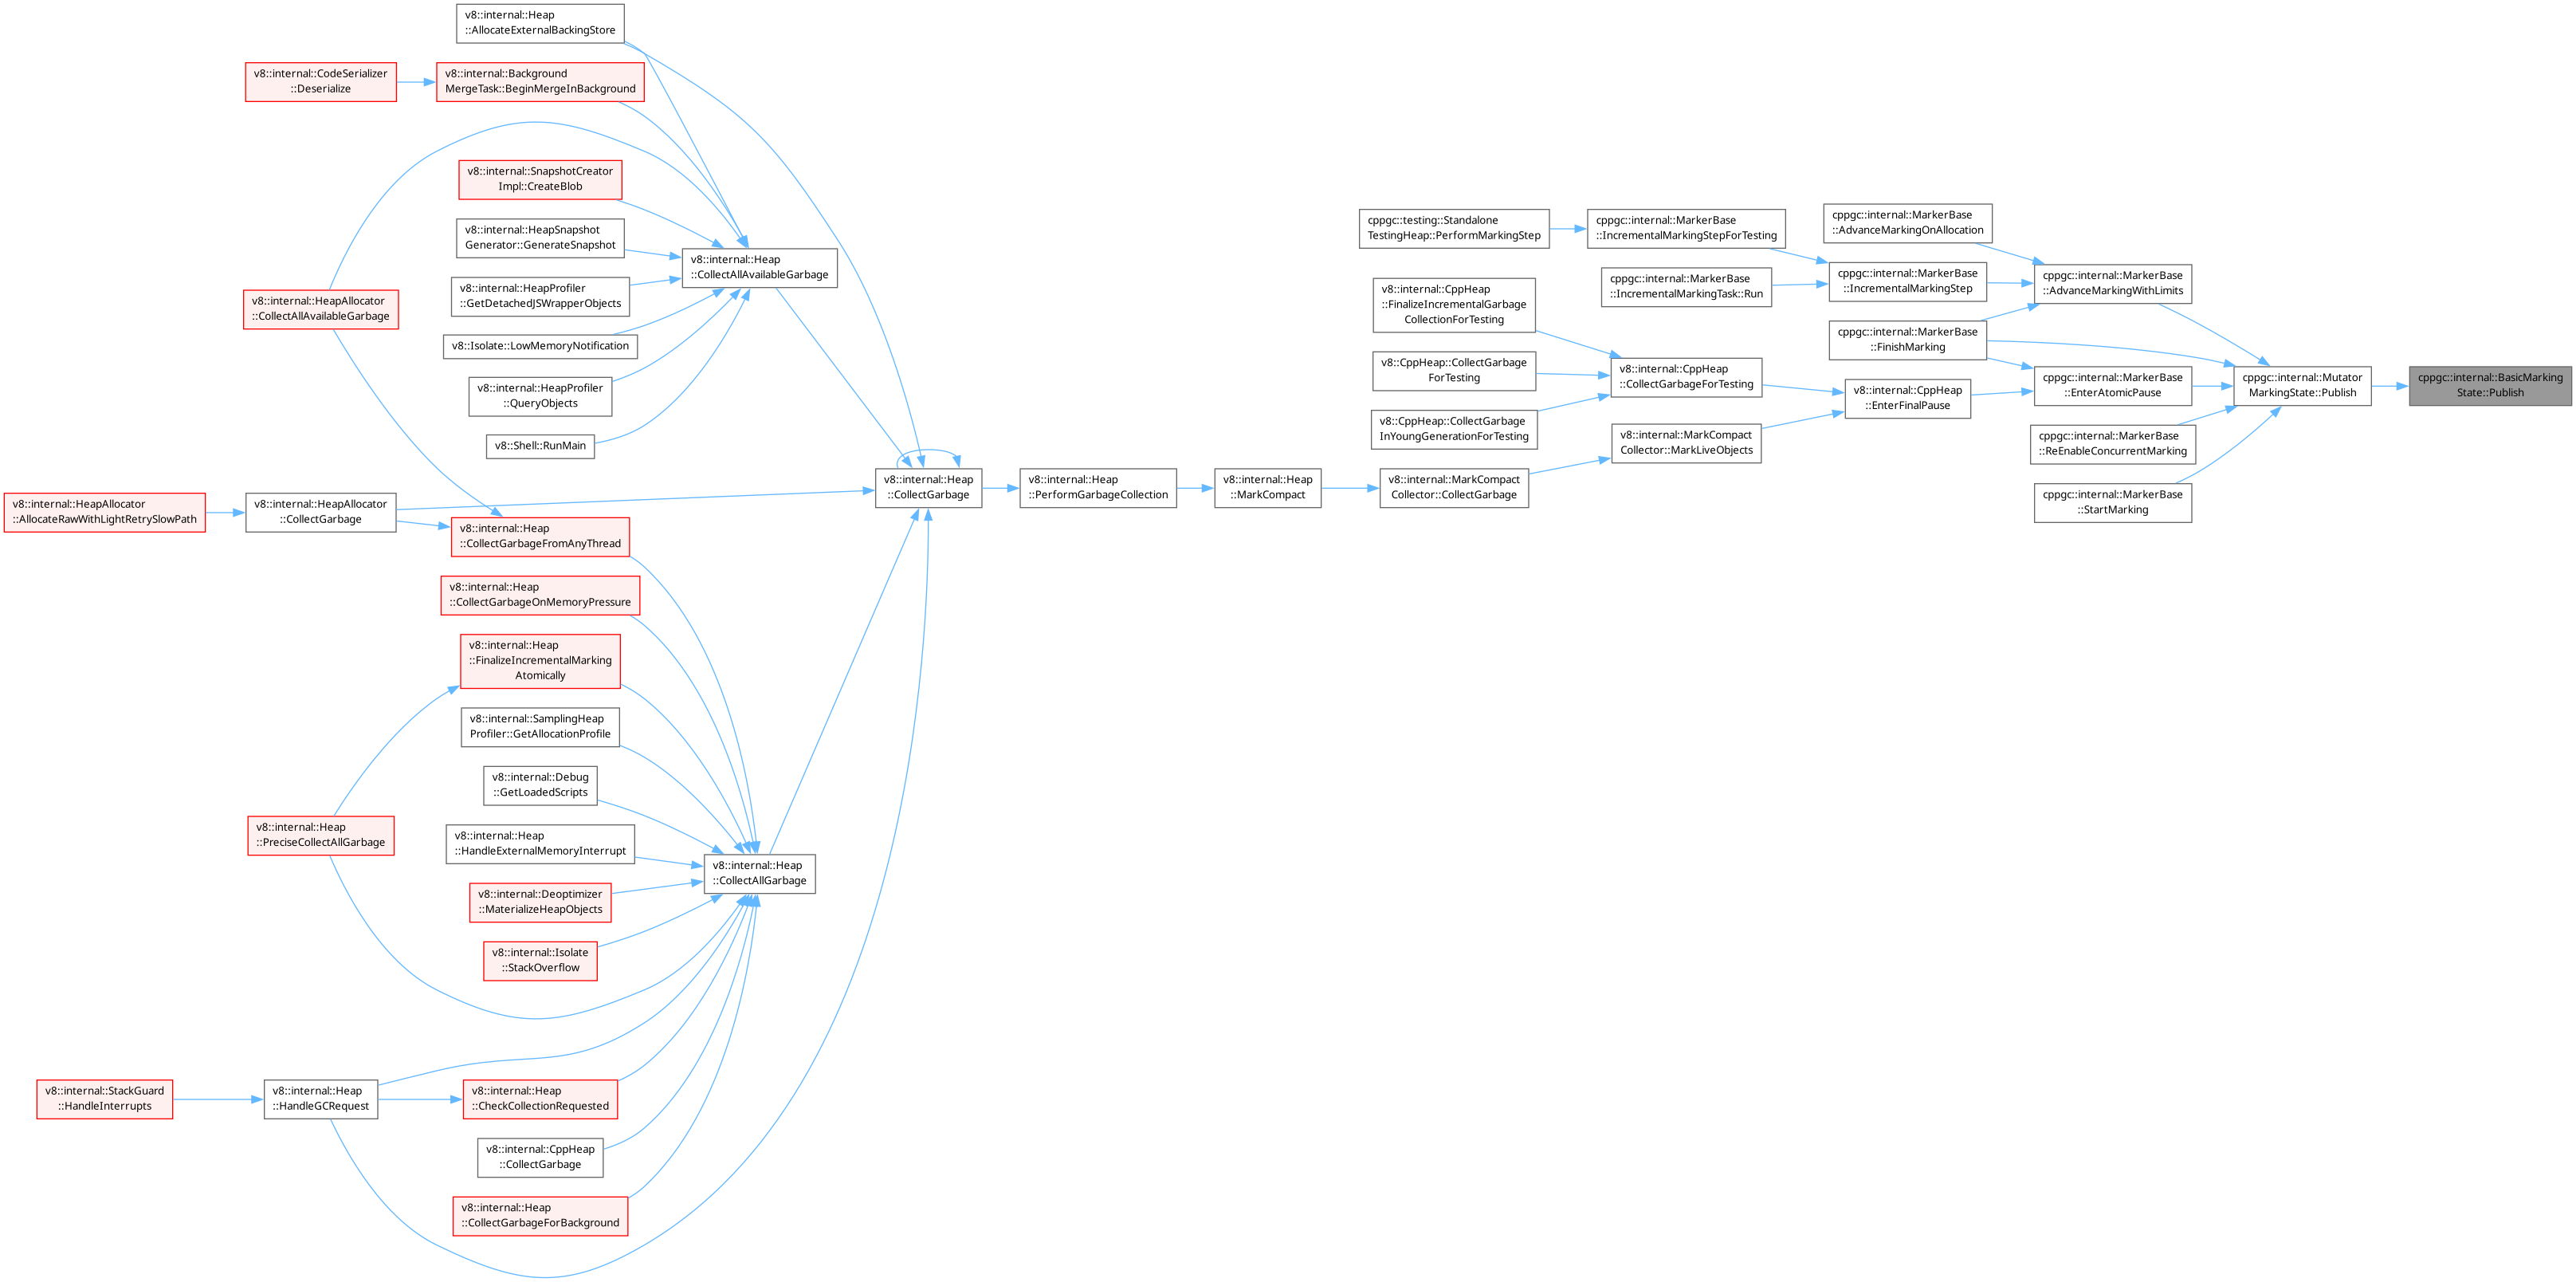 v8::internal::Heap
::AllocateExternalBackingStore
v8::internal::CodeSerializer
::Deserialize
v8::internal::Background
MergeTask::BeginMergeInBackground
v8::internal::SnapshotCreator
Impl::CreateBlob
v8::internal::HeapSnapshot
Generator::GenerateSnapshot
v8::internal::Heap
::CollectAllAvailableGarbage
v8::internal::HeapProfiler
::GetDetachedJSWrapperObjects
v8::internal::HeapAllocator
::CollectAllAvailableGarbage
v8::Isolate::LowMemoryNotification
v8::internal::HeapProfiler
::QueryObjects
v8::Shell::RunMain
v8::internal::HeapAllocator
::AllocateRawWithLightRetrySlowPath
v8::internal::HeapAllocator
::CollectGarbage
v8::internal::Heap
::CollectGarbageFromAnyThread
v8::internal::Heap
::CollectGarbage
v8::internal::Heap
::PerformGarbageCollection
v8::internal::Heap
::MarkCompact
v8::internal::MarkCompact
Collector::CollectGarbage
cppgc::testing::Standalone
TestingHeap::PerformMarkingStep
cppgc::internal::MarkerBase
::IncrementalMarkingStepForTesting
cppgc::internal::MarkerBase
::AdvanceMarkingOnAllocation
cppgc::internal::MarkerBase
::IncrementalMarkingTask::Run
cppgc::internal::MarkerBase
::IncrementalMarkingStep
cppgc::internal::MarkerBase
::AdvanceMarkingWithLimits
v8::internal::CppHeap
::FinalizeIncrementalGarbage
CollectionForTesting
cppgc::internal::MarkerBase
::FinishMarking
v8::CppHeap::CollectGarbage
ForTesting
v8::internal::CppHeap
::CollectGarbageForTesting
v8::internal::CppHeap
::EnterFinalPause
cppgc::internal::MarkerBase
::EnterAtomicPause
cppgc::internal::Mutator
MarkingState::Publish
cppgc::internal::BasicMarking
State::Publish
v8::CppHeap::CollectGarbage
InYoungGenerationForTesting
v8::internal::MarkCompact
Collector::MarkLiveObjects
cppgc::internal::MarkerBase
::ReEnableConcurrentMarking
cppgc::internal::MarkerBase
::StartMarking
v8::internal::Heap
::CollectGarbageOnMemoryPressure
v8::internal::Heap
::FinalizeIncrementalMarking
Atomically
v8::internal::SamplingHeap
Profiler::GetAllocationProfile
v8::internal::Debug
::GetLoadedScripts
v8::internal::Heap
::PreciseCollectAllGarbage
v8::internal::Heap
::HandleExternalMemoryInterrupt
v8::internal::Heap
::CollectAllGarbage
v8::internal::Deoptimizer
::MaterializeHeapObjects
v8::internal::Isolate
::StackOverflow
v8::internal::StackGuard
::HandleInterrupts
v8::internal::Heap
::HandleGCRequest
v8::internal::Heap
::CheckCollectionRequested
v8::internal::CppHeap
::CollectGarbage
v8::internal::Heap
::CollectGarbageForBackground